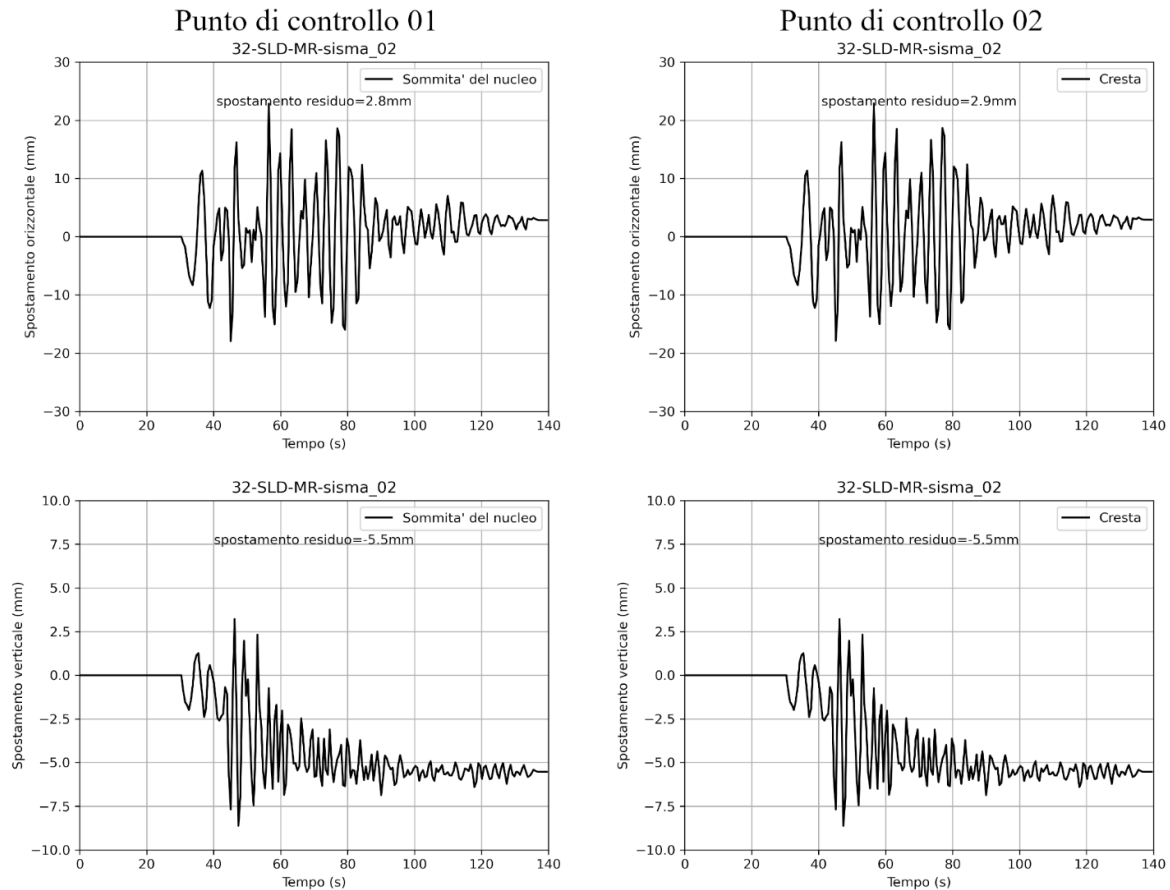 Punto di controllo 01
32-SLD-MR-sisma_02
Sommita' del nucleo
spostamento residuo=2.8mm
Spostamento orizzontale (mm)
30
20
10
0
−10
−20
−30
0 20 40 60 80 100 120 140
Tempo (s)
Punto di controllo 02
32-SLD-MR-sisma_02
Cresta
spostamento residuo=2.9mm
Spostamento orizzontale (mm)
30
20
10
0
−10
−20
−30
0 20 40 60 80 100 120 140
Tempo (s)
32-SLD-MR-sisma_02
Sommita' del nucleo
spostamento residuo=-5.5mm
Spostamento verticale (mm)
10.0
7.5
5.0
2.5
0.0
−2.5
−5.0
−7.5
−10.0
0 20 40 60 80 100 120 140
Tempo (s)
32-SLD-MR-sisma_02
Cresta
spostamento residuo=-5.5mm
Spostamento verticale (mm)
10.0
7.5
5.0
2.5
0.0
−2.5
−5.0
−7.5
−10.0
0 20 40 60 80 100 120 140
Tempo (s)